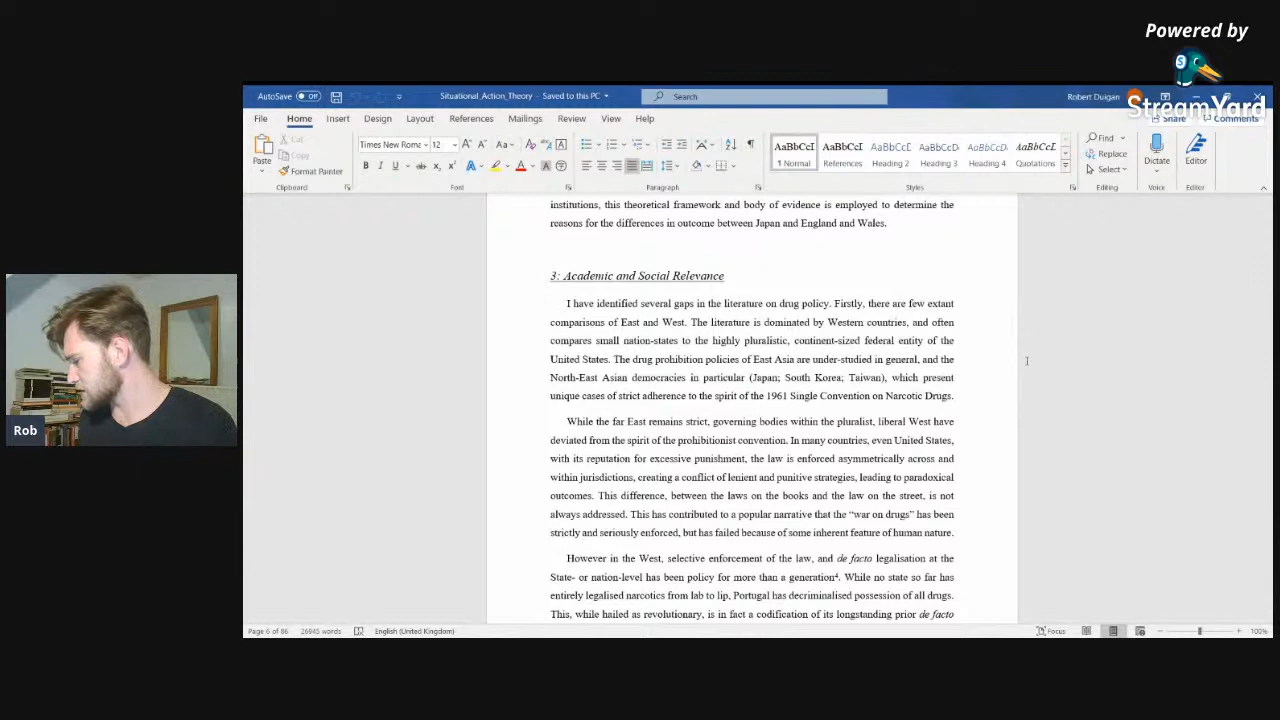 Powered by
StreamYard
AutoSave Off
Situational_Action_Theory - Saved to this PC
Search
Robert Duigan
File Home Insert Design Layout References Mailings Review View Help
Share Comments
Paste
Cut
Copy
Format Painter
Times New Roma 12
AaBbCcI AaBbCcI AaBbCcE AaBbCcDd AaBbCcDc AaBbCcI
1 Normal References Heading 2 Heading 3 Heading 4 Quotations
Find
Replace
Select
Dictate
Editor
Clipboard Font Paragraph Styles Editing Voice Editor
institutions, this theoretical framework and body of evidence is employed to determine the
reasons for the differences in outcome between Japan and England and Wales.
3: Academic and Social Relevance
I have identified several gaps in the literature on drug policy. Firstly, there are few extant
comparisons of East and West. The literature is dominated by Western countries, and often
compares small nation-states to the highly pluralistic, continent-sized federal entity of the
United States. The drug prohibition policies of East Asia are under-studied in general, and the
North-East Asian democracies in particular (Japan; South Korea; Taiwan), which present
unique cases of strict adherence to the spirit of the 1961 Single Convention on Narcotic Drugs.
While the far East remains strict, governing bodies within the pluralist, liberal West have
deviated from the spirit of the prohibitionist convention. In many countries, even United States,
with its reputation for excessive punishment, the law is enforced asymmetrically across and
within jurisdictions, creating a conflict of lenient and punitive strategies, leading to paradoxical
outcomes. This difference, between the laws on the books and the law on the street, is not
always addressed. This has contributed to a popular narrative that the “war on drugs” has been
strictly and seriously enforced, but has failed because of some inherent feature of human nature.
However in the West, selective enforcement of the law, and de facto legalisation at the
State- or nation-level has been policy for more than a generation⁴. While no state so far has
entirely legalised narcotics from lab to lip, Portugal has decriminalised possession of all drugs.
This, while hailed as revolutionary, is in fact a codification of its longstanding prior de facto
Rob
Page 6 of 86 26945 words English (United Kingdom)
Focus
100%